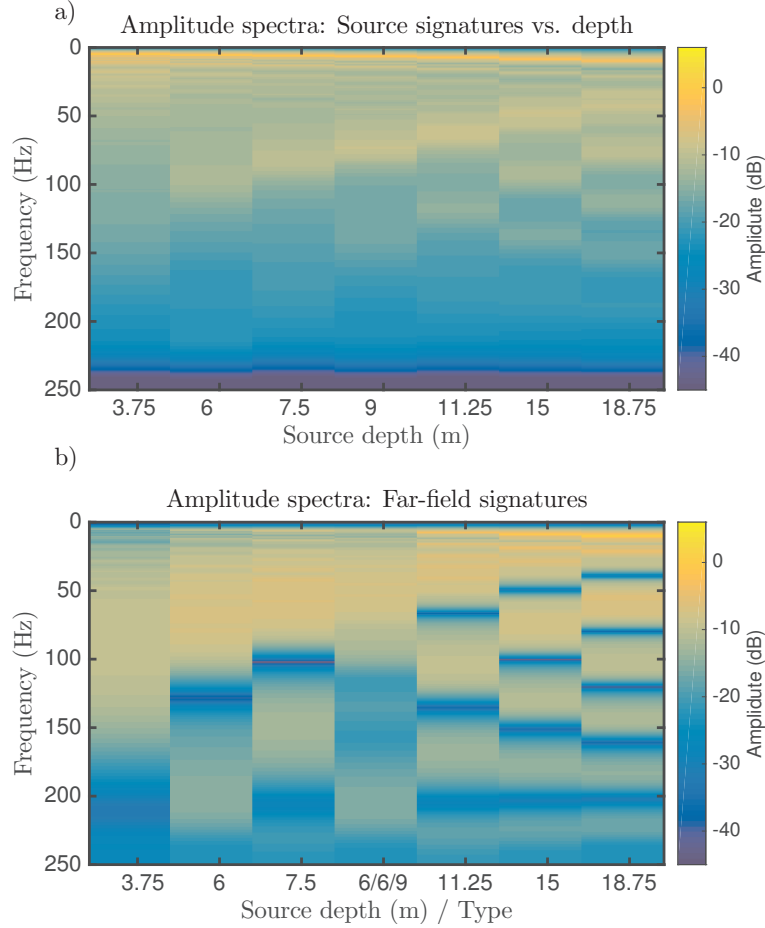 a)
Amplitude spectra: Source signatures vs. depth
0
50
100
150
200
250
Frequency (Hz)
3.75 6 7.5 9 11.25 15 18.75
Source depth (m)
0
-10
-20
-30
-40
Amplidute (dB)
b)
Amplitude spectra: Far-field signatures
0
50
100
150
200
250
Frequency (Hz)
3.75 6 7.5 6/6/9 11.25 15 18.75
Source depth (m) / Type
0
-10
-20
-30
-40
Amplidute (dB)